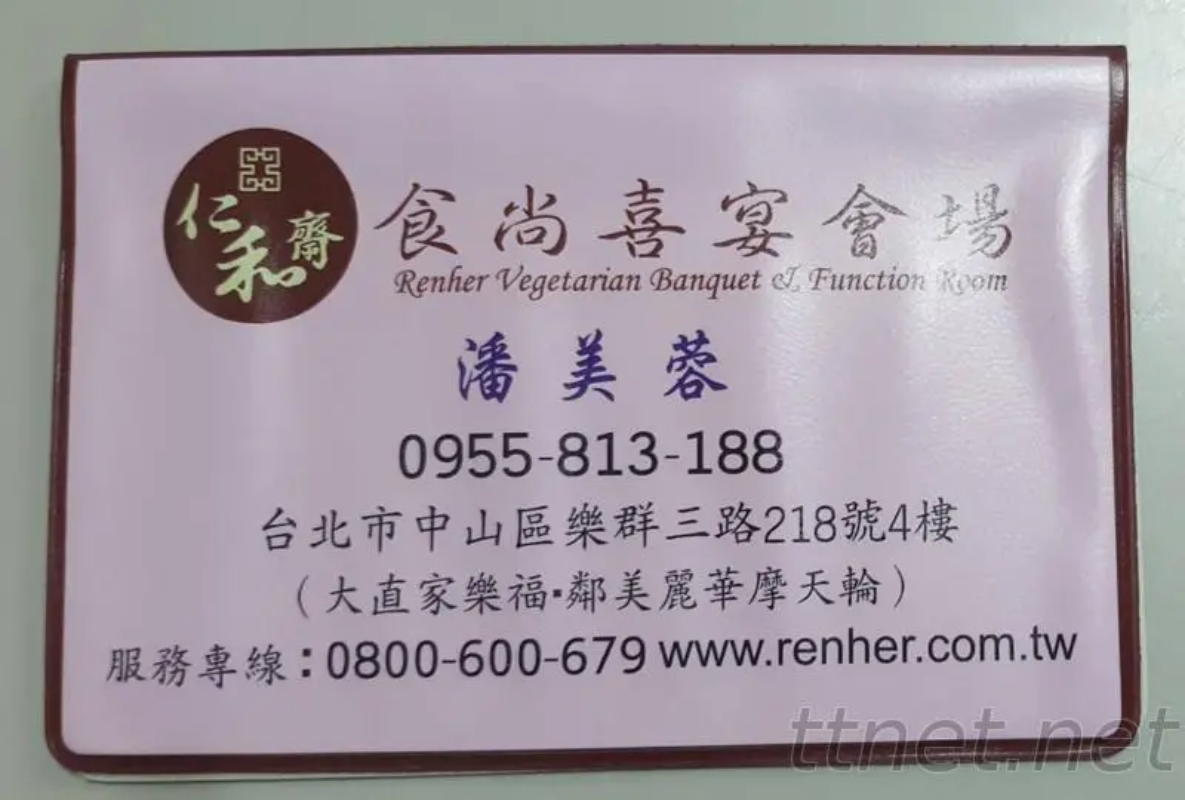 仁和齋
食尚喜宴會場
Renher Vegetarian Banquet & Function Room
潘美蓉
0955-813-188
台北市中山區樂群三路218號4樓
（大直家樂福▪鄰美麗華摩天輪）
服務專線：0800-600-679 www.renher.com.tw
ttnet.net